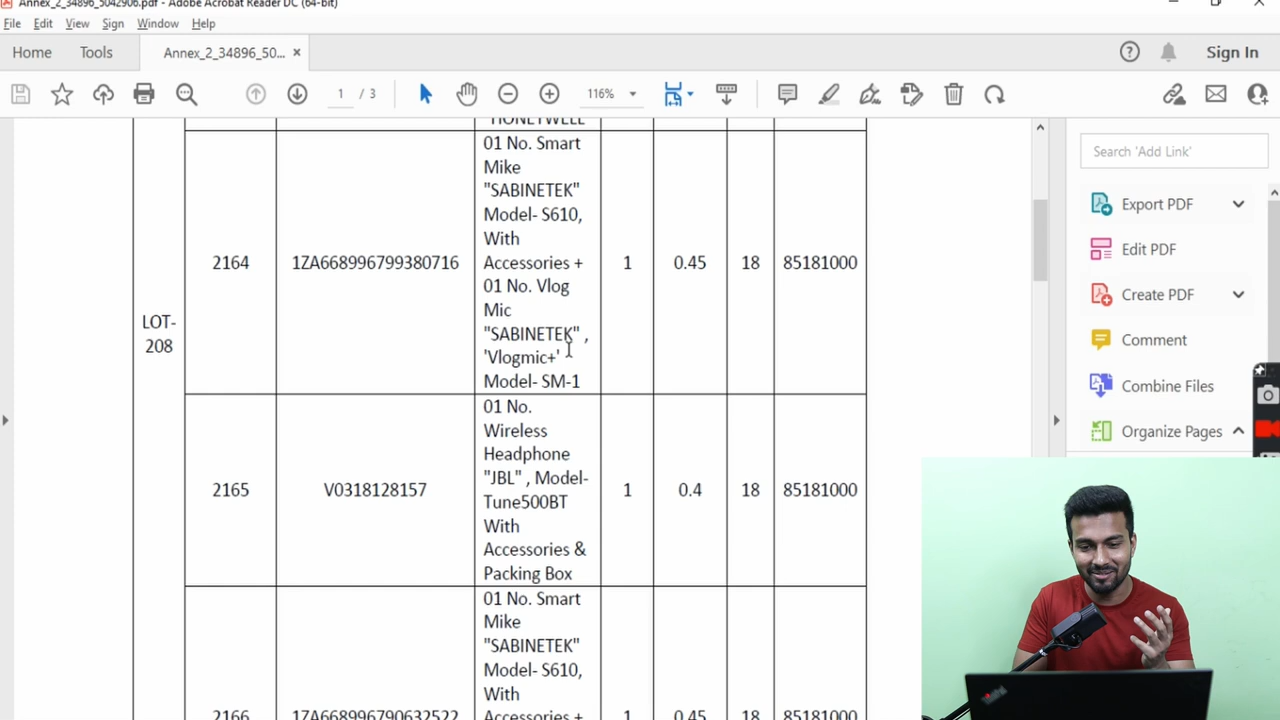 Annex_2_34896_5042906.pdf - Adobe Acrobat Reader DC (64-bit)
File Edit View Sign Window Help
Home Tools Annex_2_34896_50... × Sign In
1 / 3 116%
HONEYWELL
LOT-
208
2164
1ZA668996799380716
01 No. Smart
Mike
"SABINETEK"
Model- S610,
With
Accessories +
01 No. Vlog
Mic
"SABINETEK" ,
'Vlogmic+'
Model- SM-1
1
0.45
18
85181000
2165
V0318128157
01 No.
Wireless
Headphone
"JBL" , Model-
Tune500BT
With
Accessories &
Packing Box
1
0.4
18
85181000
2166
1ZA668996790632522
01 No. Smart
Mike
"SABINETEK"
Model- S610,
With
Accessories +
1
0.45
18
85181000
Search 'Add Link'
Export PDF
Edit PDF
Create PDF
Comment
Combine Files
Organize Pages